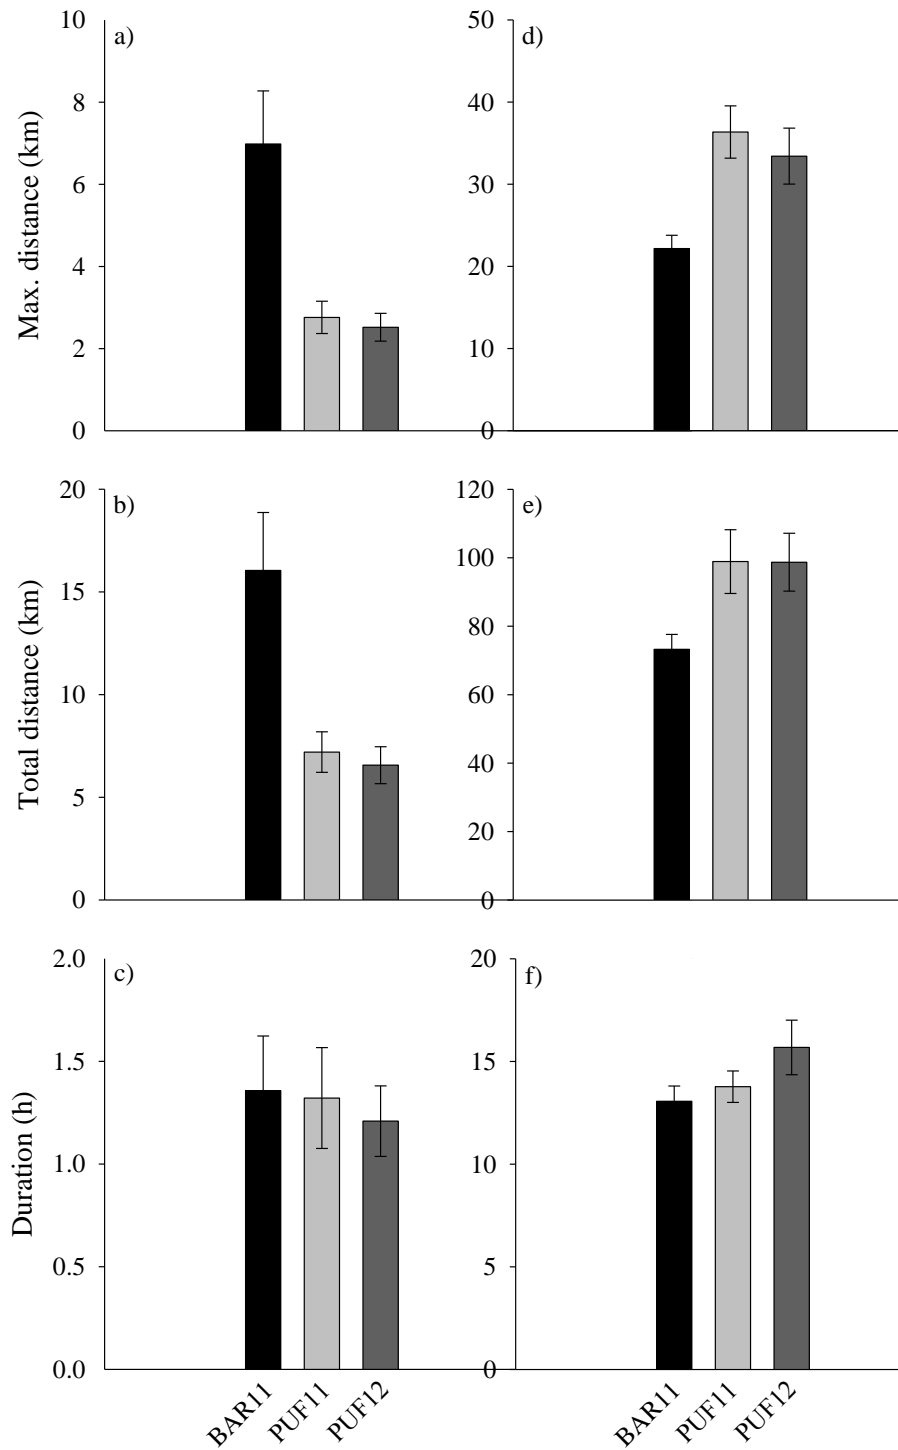 a)
Max. distance (km)
10
8
6
4
2
0
d)
50
40
30
20
10
0
b)
Total distance (km)
20
15
10
5
0
e)
120
100
80
60
40
20
0
c)
Duration (h)
2.0
1.5
1.0
0.5
0.0
BAR11
PUF11
PUF12
f)
20
15
10
5
0
BAR11
PUF11
PUF12